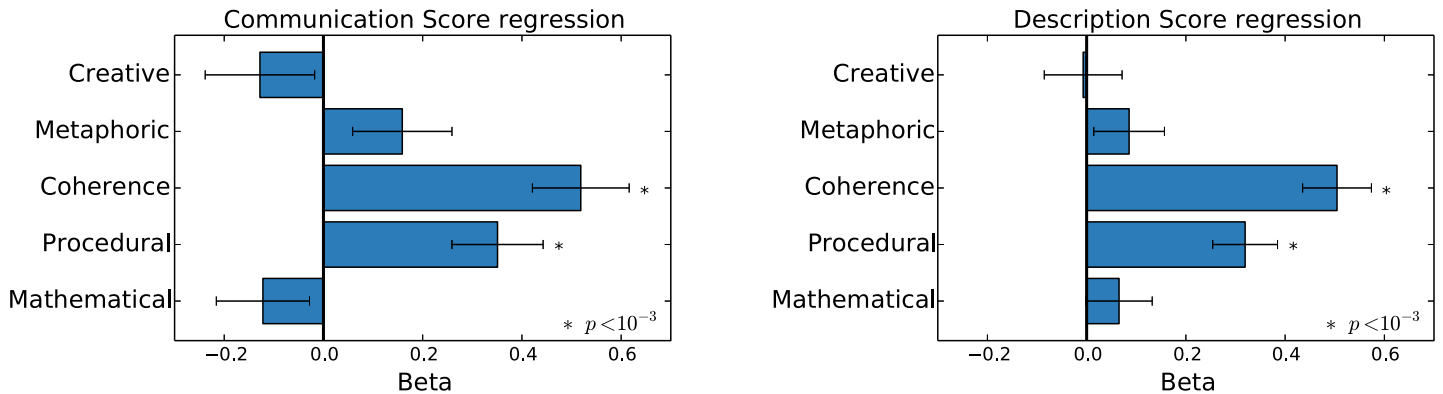 Communication Score regression
Creative
Metaphoric
Coherence
*
Procedural
*
Mathematical
* p<10⁻³
−0.2 0.0 0.2 0.4 0.6
Beta
Description Score regression
Creative
Metaphoric
Coherence
*
Procedural
*
Mathematical
* p<10⁻³
−0.2 0.0 0.2 0.4 0.6
Beta